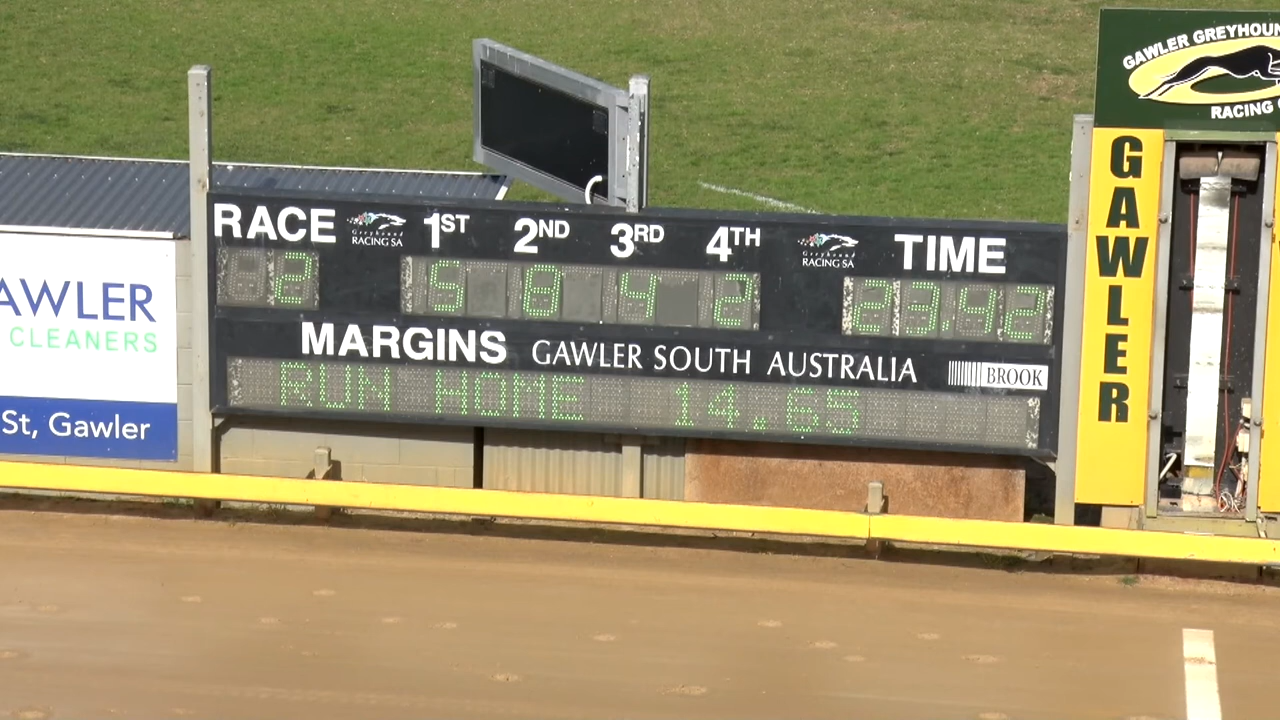 GAWLER GREYHOUN
RACING
GAWLER
RACE
Greyhound
RACING SA
1ST 2ND 3RD 4TH
Greyhound
RACING SA
TIME
2 5 8 4 2 23.42
MARGINS GAWLER SOUTH AUSTRALIA BROOK
RUN HOME 14.65
AWLER
CLEANERS
St, Gawler